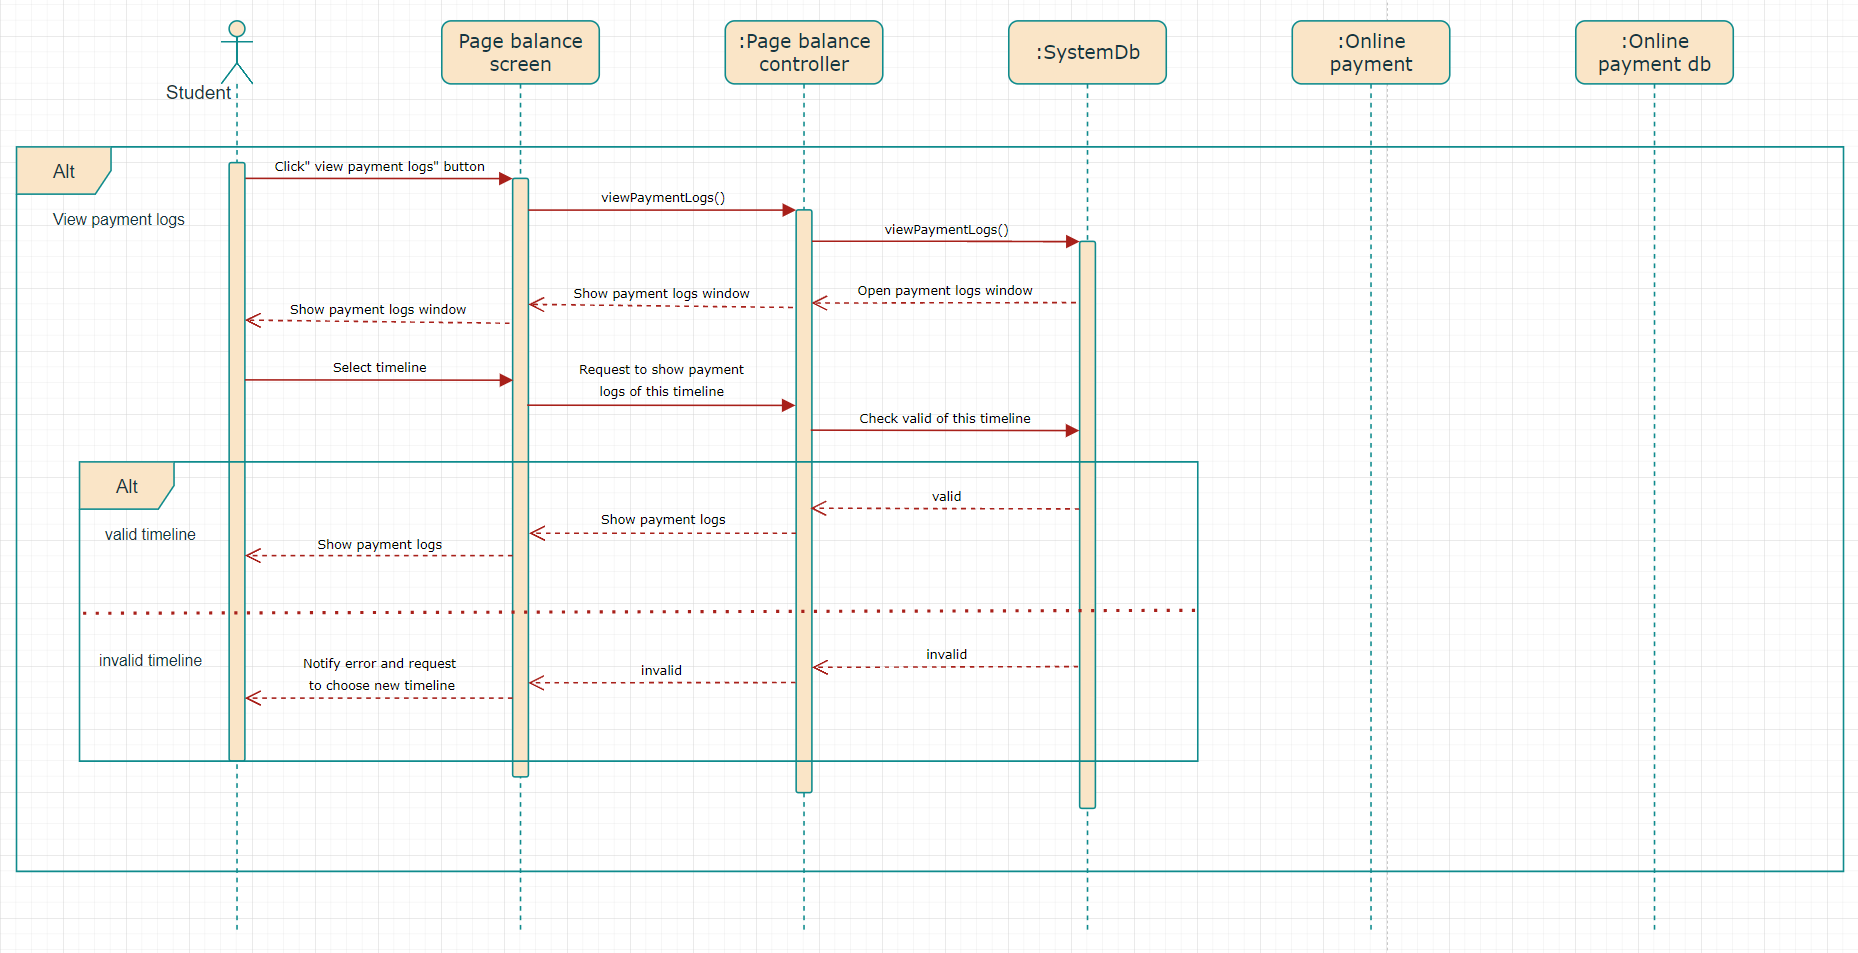 Student
Page balance
screen
:Page balance
controller
:SystemDb
:Online
payment
:Online
payment db
Alt
View payment logs
Click" view payment logs" button
viewPaymentLogs()
viewPaymentLogs()
Open payment logs window
Show payment logs window
Show payment logs window
Select timeline
Request to show payment
logs of this timeline
Check valid of this timeline
Alt
valid timeline
valid
Show payment logs
Show payment logs
invalid timeline
invalid
invalid
Notify error and request
to choose new timeline